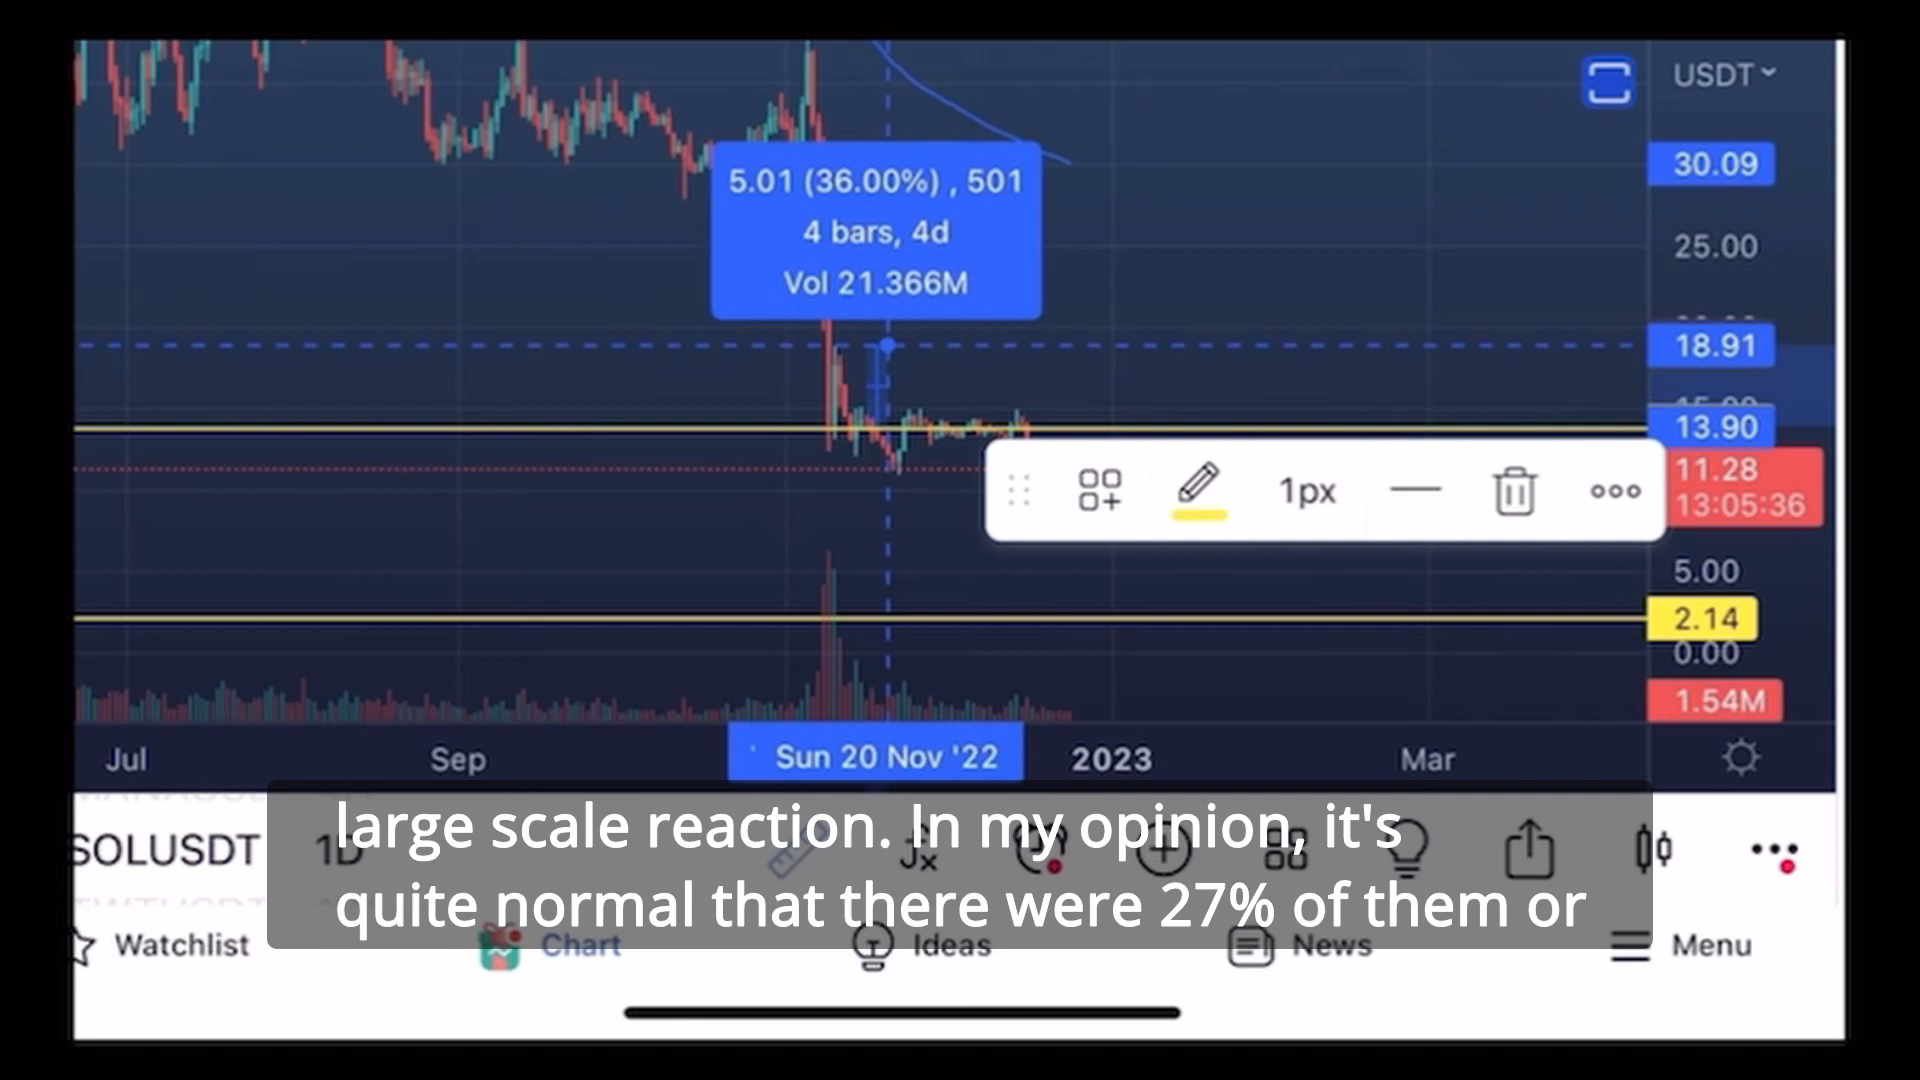 USDT
30.09
5.01 (36.00%) , 501
4 bars, 4d
25.00
Vol 21.366M
18.91
13.90
11.28
1px
13:05:36
5.00
2.14
0.00
1.54M
Jul Sep Sun 20 Nov '22 2023 Mar
large scale reaction. In my opinion, it's
SOLUSDT 1D
quite normal that there were 27% of them or
Watchlist Chart Ideas News Menu